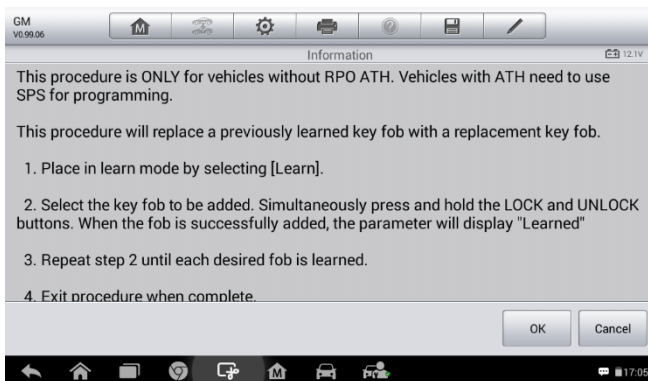 GM
V0.99.06
Information
12.1V
This procedure is ONLY for vehicles without RPO ATH. Vehicles with ATH need to use
SPS for programming.
This procedure will replace a previously learned key fob with a replacement key fob.
1. Place in learn mode by selecting [Learn].
2. Select the key fob to be added. Simultaneously press and hold the LOCK and UNLOCK
buttons. When the fob is successfully added, the parameter will display "Learned"
3. Repeat step 2 until each desired fob is learned.
4. Exit procedure when complete.
OK
Cancel
17:05